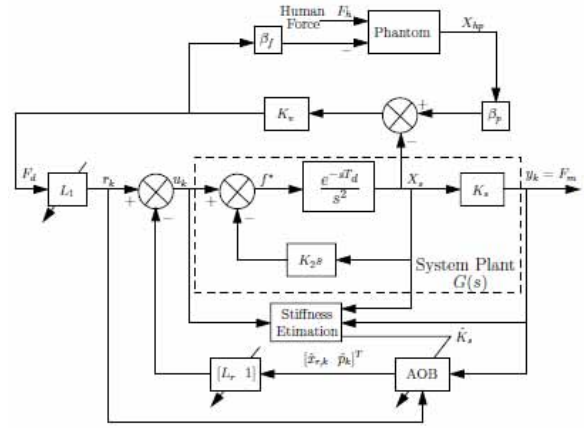 Human
Force
F_h
Phantom
X_hp
β_f
−
K_v
+
−
β_p
F_d
L_1
r_k
+
−
u_k
+
−
f*
e^{-sT_d}
s^2
X_s
K_s
y_k = F_m
K_2 s
System Plant
G(s)
Stiffness
Etimation
K̂_s
[x̂_{r,k} p̂_k]^T
[L_r 1]
AOB